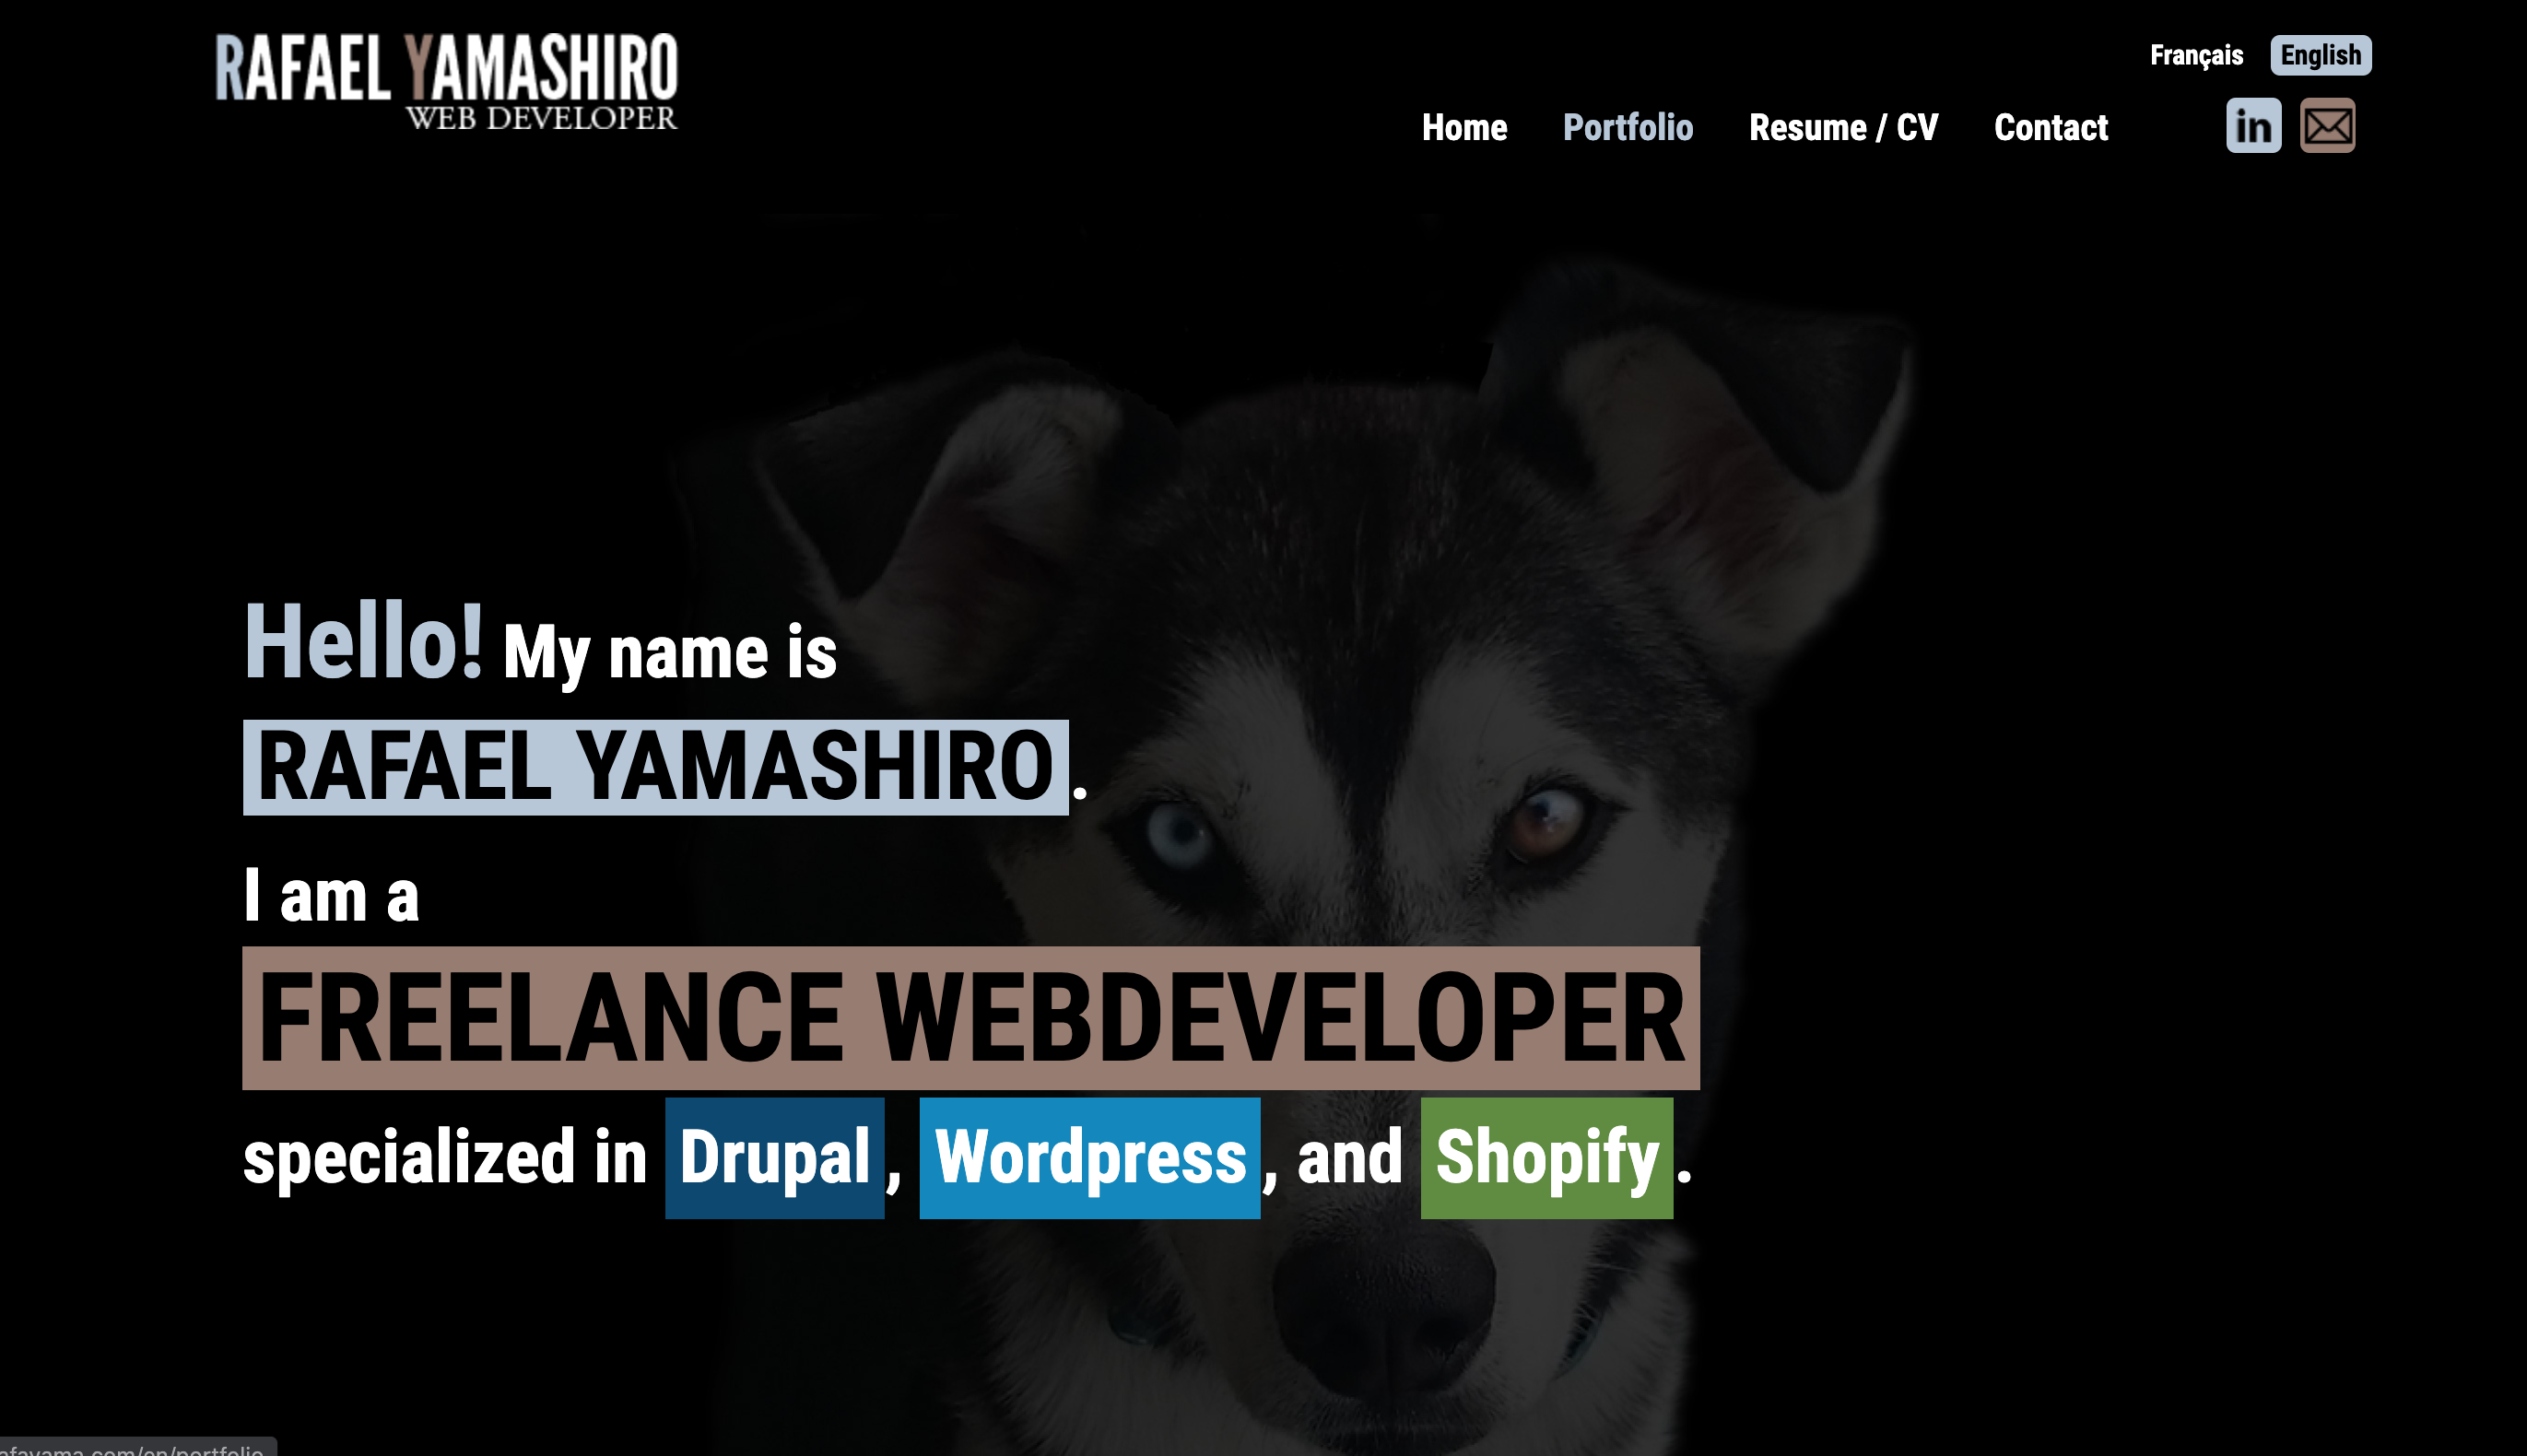 RAFAEL YAMASHIRO
WEB DEVELOPER
Français English
Home Portfolio Resume / CV Contact in
Hello! My name is
RAFAEL YAMASHIRO.
I am a
FREELANCE WEBDEVELOPER
specialized in Drupal, Wordpress, and Shopify.
afayama.com/en/portfolio